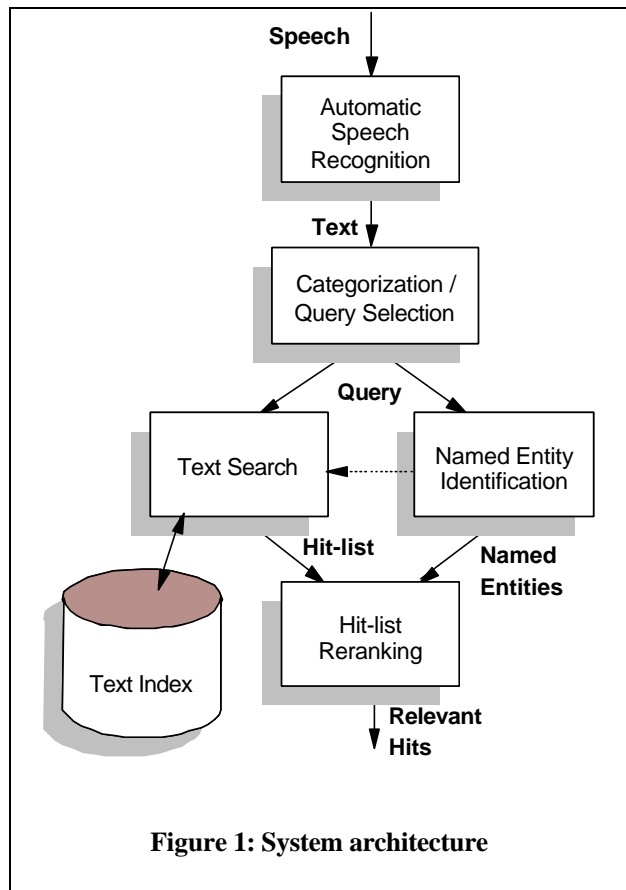 Speech
Automatic
Speech
Recognition
Text
Categorization /
Query Selection
Query
Text Search
Named Entity
Identification
Hit-list
Named
Entities
Hit-list
Reranking
Text Index
Relevant
Hits
Figure 1: System architecture